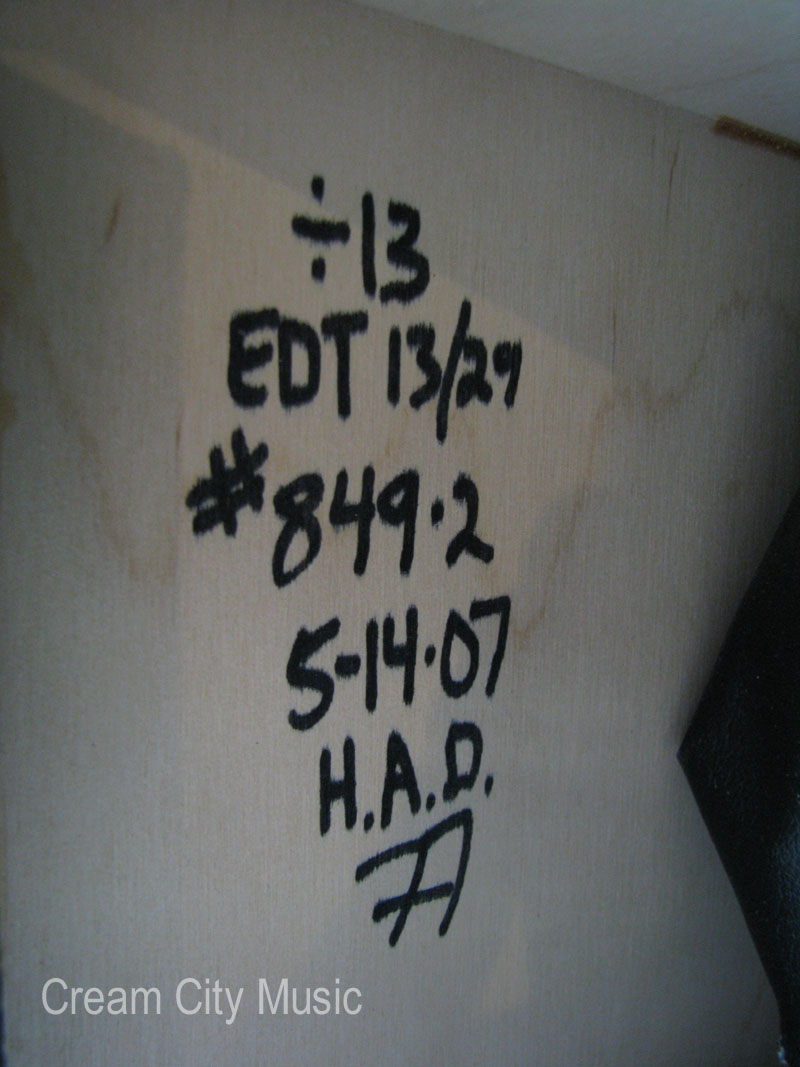 ÷13
EDT 13/29
#849.2
5-14.07
H.A.D.
Cream City Music